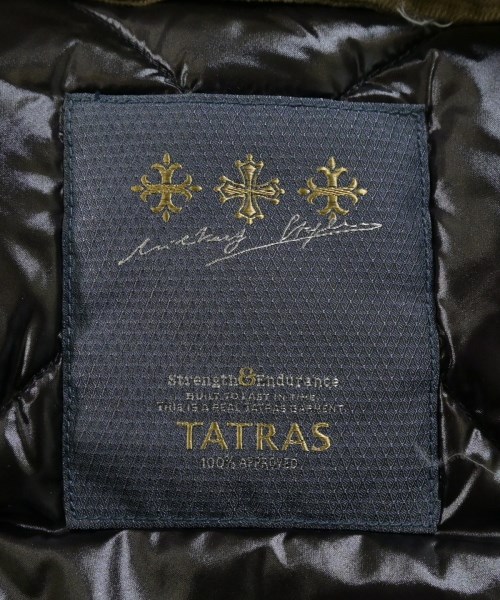 Strength & Endurance
BUILT TO LAST IN TIME.
THIS IS A REAL TATRAS GARMENT.
TATRAS
100% APPROVED